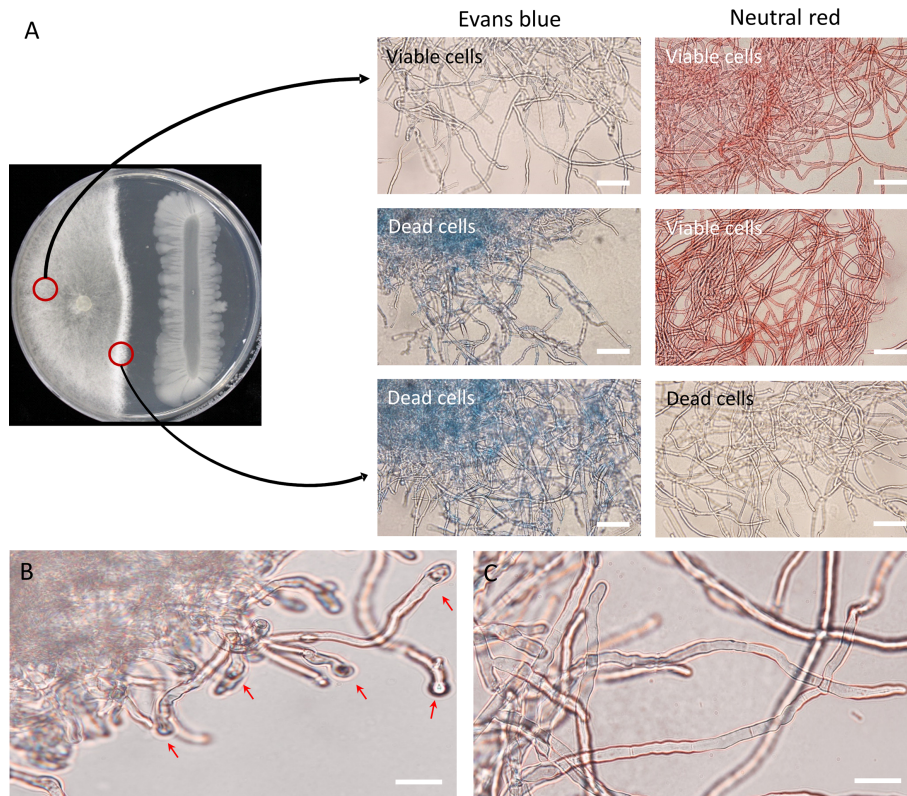 A
Evans blue
Neutral red
Viable cells
Viable cells
Dead cells
Viable cells
Dead cells
Dead cells
B
C